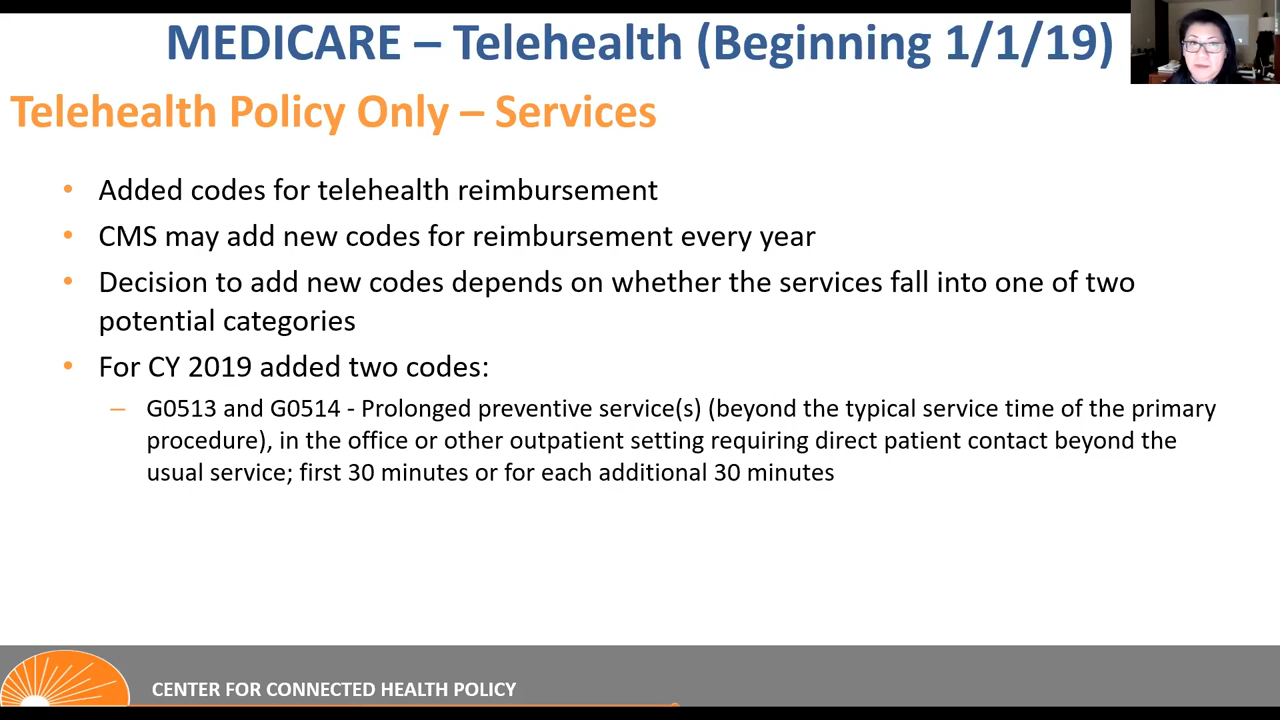 MEDICARE – Telehealth (Beginning 1/1/19)
Telehealth Policy Only – Services
• Added codes for telehealth reimbursement
• CMS may add new codes for reimbursement every year
• Decision to add new codes depends on whether the services fall into one of two
potential categories
• For CY 2019 added two codes:
– G0513 and G0514 - Prolonged preventive service(s) (beyond the typical service time of the primary
procedure), in the office or other outpatient setting requiring direct patient contact beyond the
usual service; first 30 minutes or for each additional 30 minutes
CENTER FOR CONNECTED HEALTH POLICY